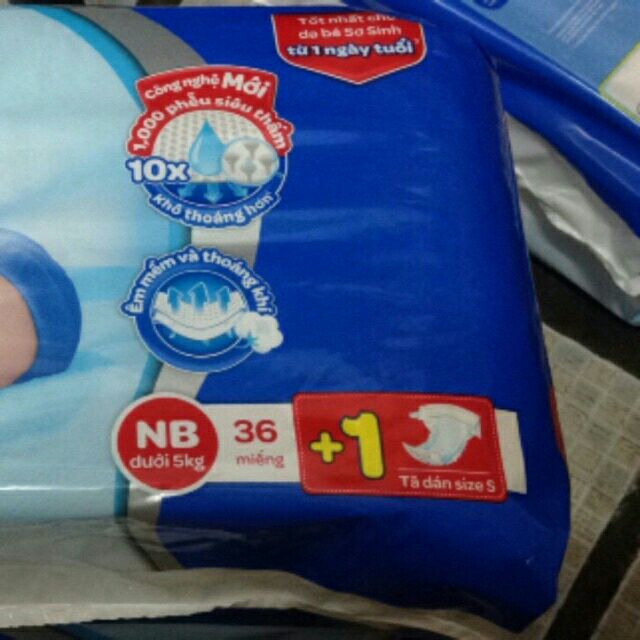 Tốt nhất cho
da bé Sơ Sinh
từ 1 ngày tuổi
Công nghệ Mới
1,000 phễu siêu thấm
10x
khô thoáng hơn
Êm mềm và thoáng khí
NB
dưới 5kg
36
miếng
+1
Tã dán size S